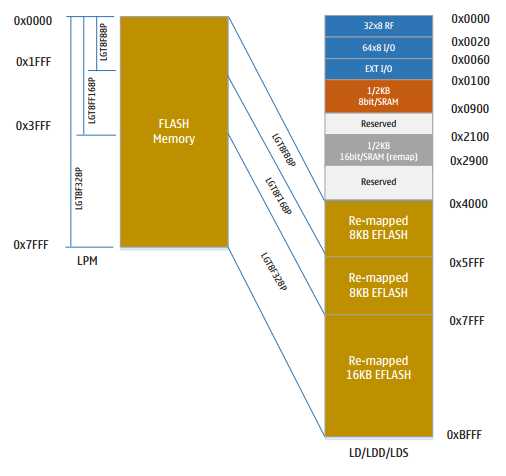 0x0000
0x1FFF
0x3FFF
0x7FFF
LGT8F88P
LGT8FF168P
LGT8F328P
LPM
FLASH
Memory
LGT8F88P
LGT8F168P
LGT8F328P
32x8 RF
64x8 I/O
EXT I/O
1/2KB
8bit/SRAM
Reserved
1/2KB
16bit/SRAM (remap)
Reserved
Re-mapped
8KB EFLASH
Re-mapped
8KB EFLASH
Re-mapped
16KB EFLASH
0x0000
0x0020
0x0060
0x0100
0x0900
0x2100
0x2900
0x4000
0x5FFF
0x7FFF
0xBFFF
LD/LDD/LDS